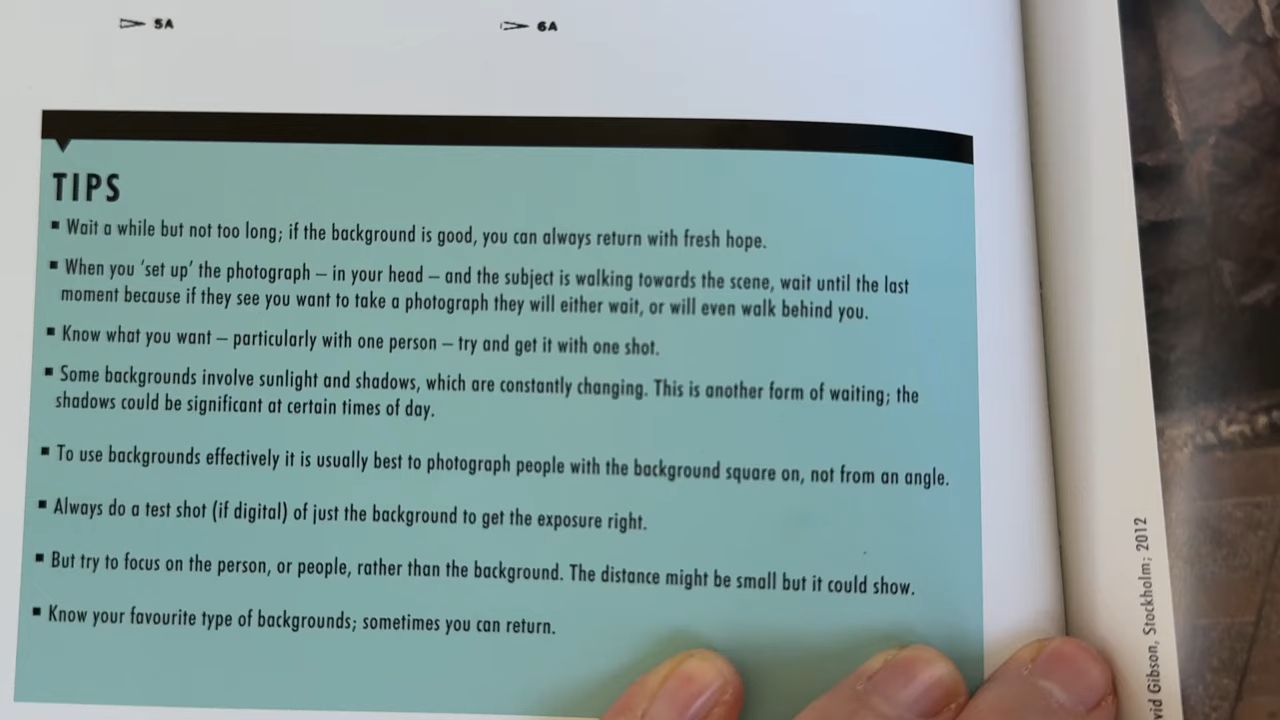 5A
6A
TIPS
▪ Wait a while but not too long; if the background is good, you can always return with fresh hope.
▪ When you 'set up' the photograph – in your head – and the subject is walking towards the scene, wait until the last
moment because if they see you want to take a photograph they will either wait, or will even walk behind you.
▪ Know what you want – particularly with one person – try and get it with one shot.
▪ Some backgrounds involve sunlight and shadows, which are constantly changing. This is another form of waiting; the
shadows could be significant at certain times of day.
▪ To use backgrounds effectively it is usually best to photograph people with the background square on, not from an angle.
▪ Always do a test shot (if digital) of just the background to get the exposure right.
▪ But try to focus on the person, or people, rather than the background. The distance might be small but it could show.
▪ Know your favourite type of backgrounds; sometimes you can return.
Gibson, Stockholm; 2012